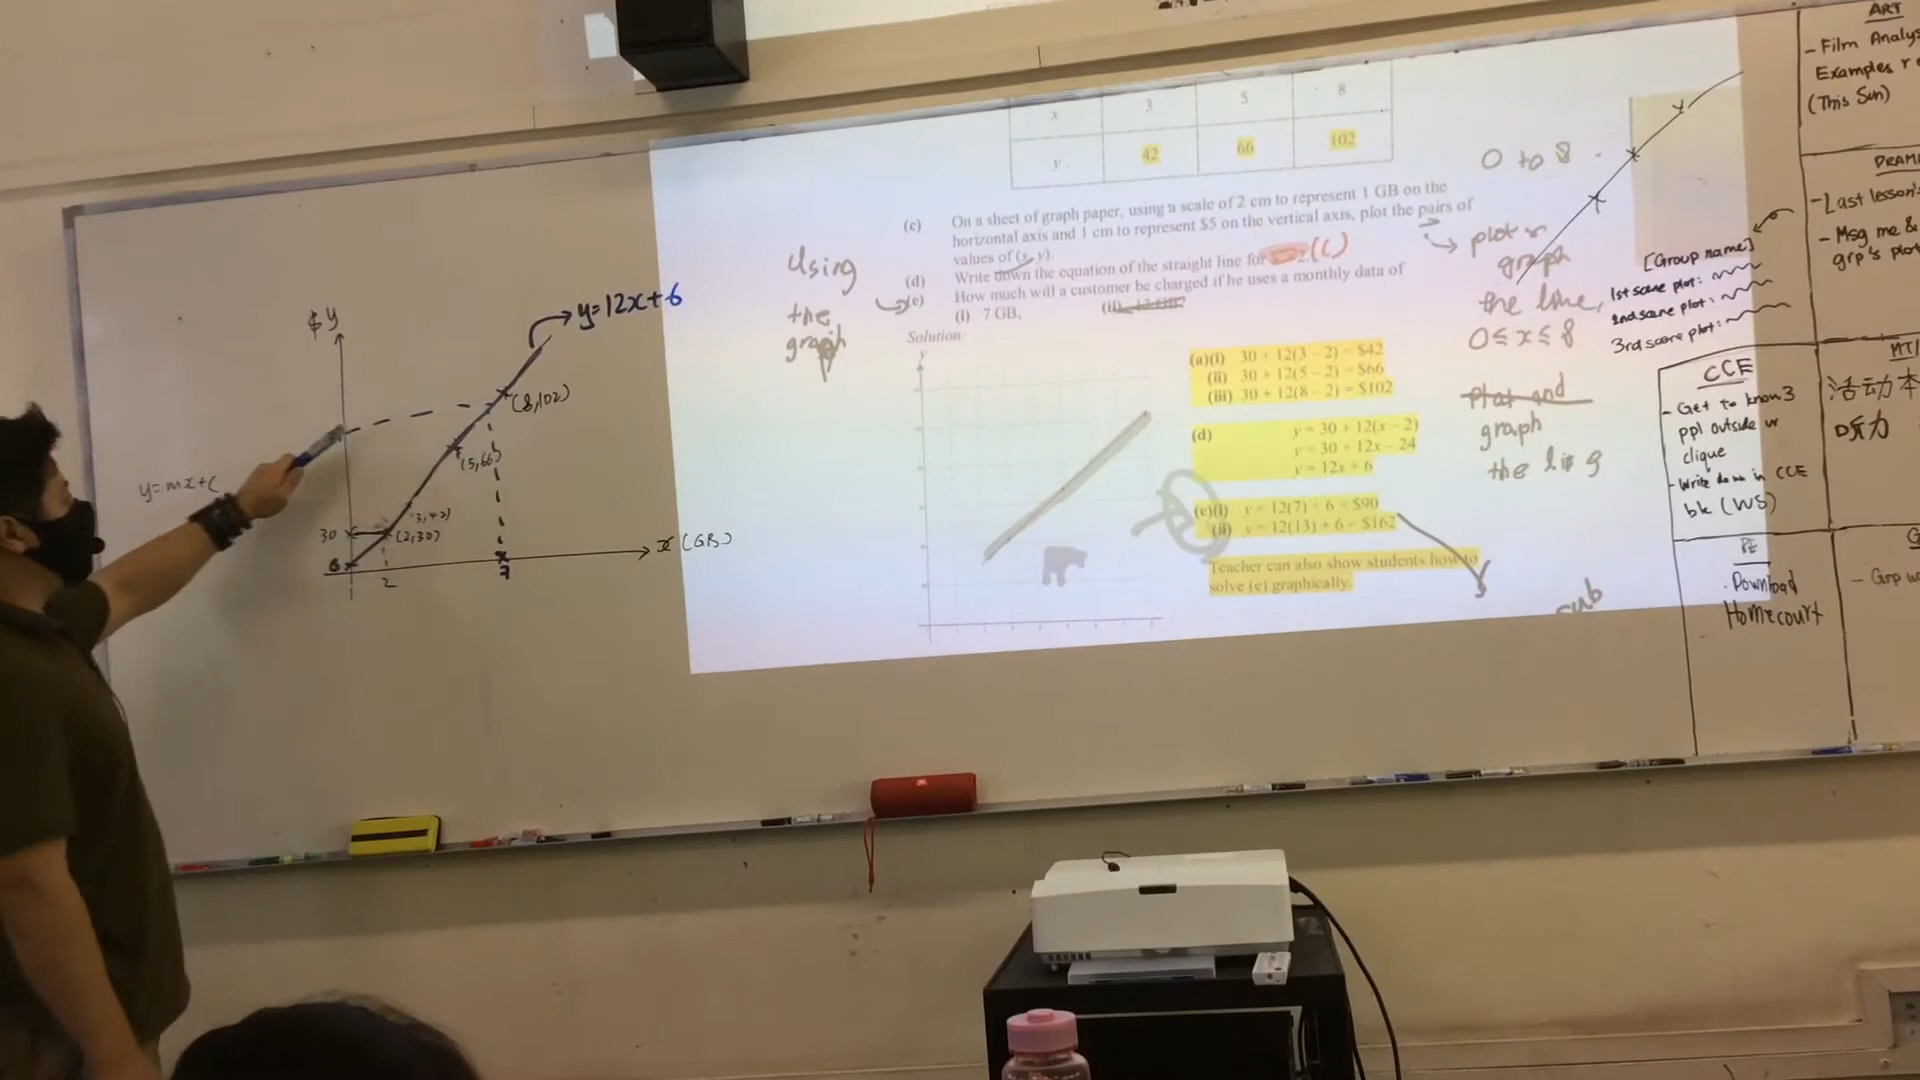 $ y
y=12x+6
(8,102)
(5,66)
(3,42)
(2,30)
y=mx+c
30
6
2
7
x (GB)
x 3 5 8
y 42 66 102
(c) On a sheet of graph paper, using a scale of 2 cm to represent 1 GB on the
horizontal axis and 1 cm to represent $5 on the vertical axis, plot the pairs of
values of (x, y).
(d) Write down the equation of the straight line for (c)
(e) How much will a customer be charged if he uses a monthly data of
(i) 7 GB,
(ii) 13 GB?
Using
the
graph
Solution
y
(a)(i) 30 + 12(3 − 2) = $42
(ii) 30 + 12(5 − 2) = $66
(iii) 30 + 12(8 − 2) = $102
(d) y = 30 + 12(x − 2)
y = 30 + 12x − 24
y = 12x + 6
(e)(i) y = 12(7) + 6 = $90
(ii) y = 12(13) + 6 = $162
Teacher can also show students how to
solve (e) graphically.
0 to 8
plot
graph
the line,
0 ≤ x ≤ 8
Plot and
graph
the
sub
[Group name]
1st scene plot:
2nd scene plot:
3rd scene plot:
CCE
- Get to know 3
ppl outside ur
clique
- Write down in CCE
bk (WS)
PE
. Download
Homecourt
ART
- Film Analys
Examples r
(This Sun)
DRAM
- Last lesson's
- Msg me &
grp's plot
MT/
活动本
听力
G
- Grp w